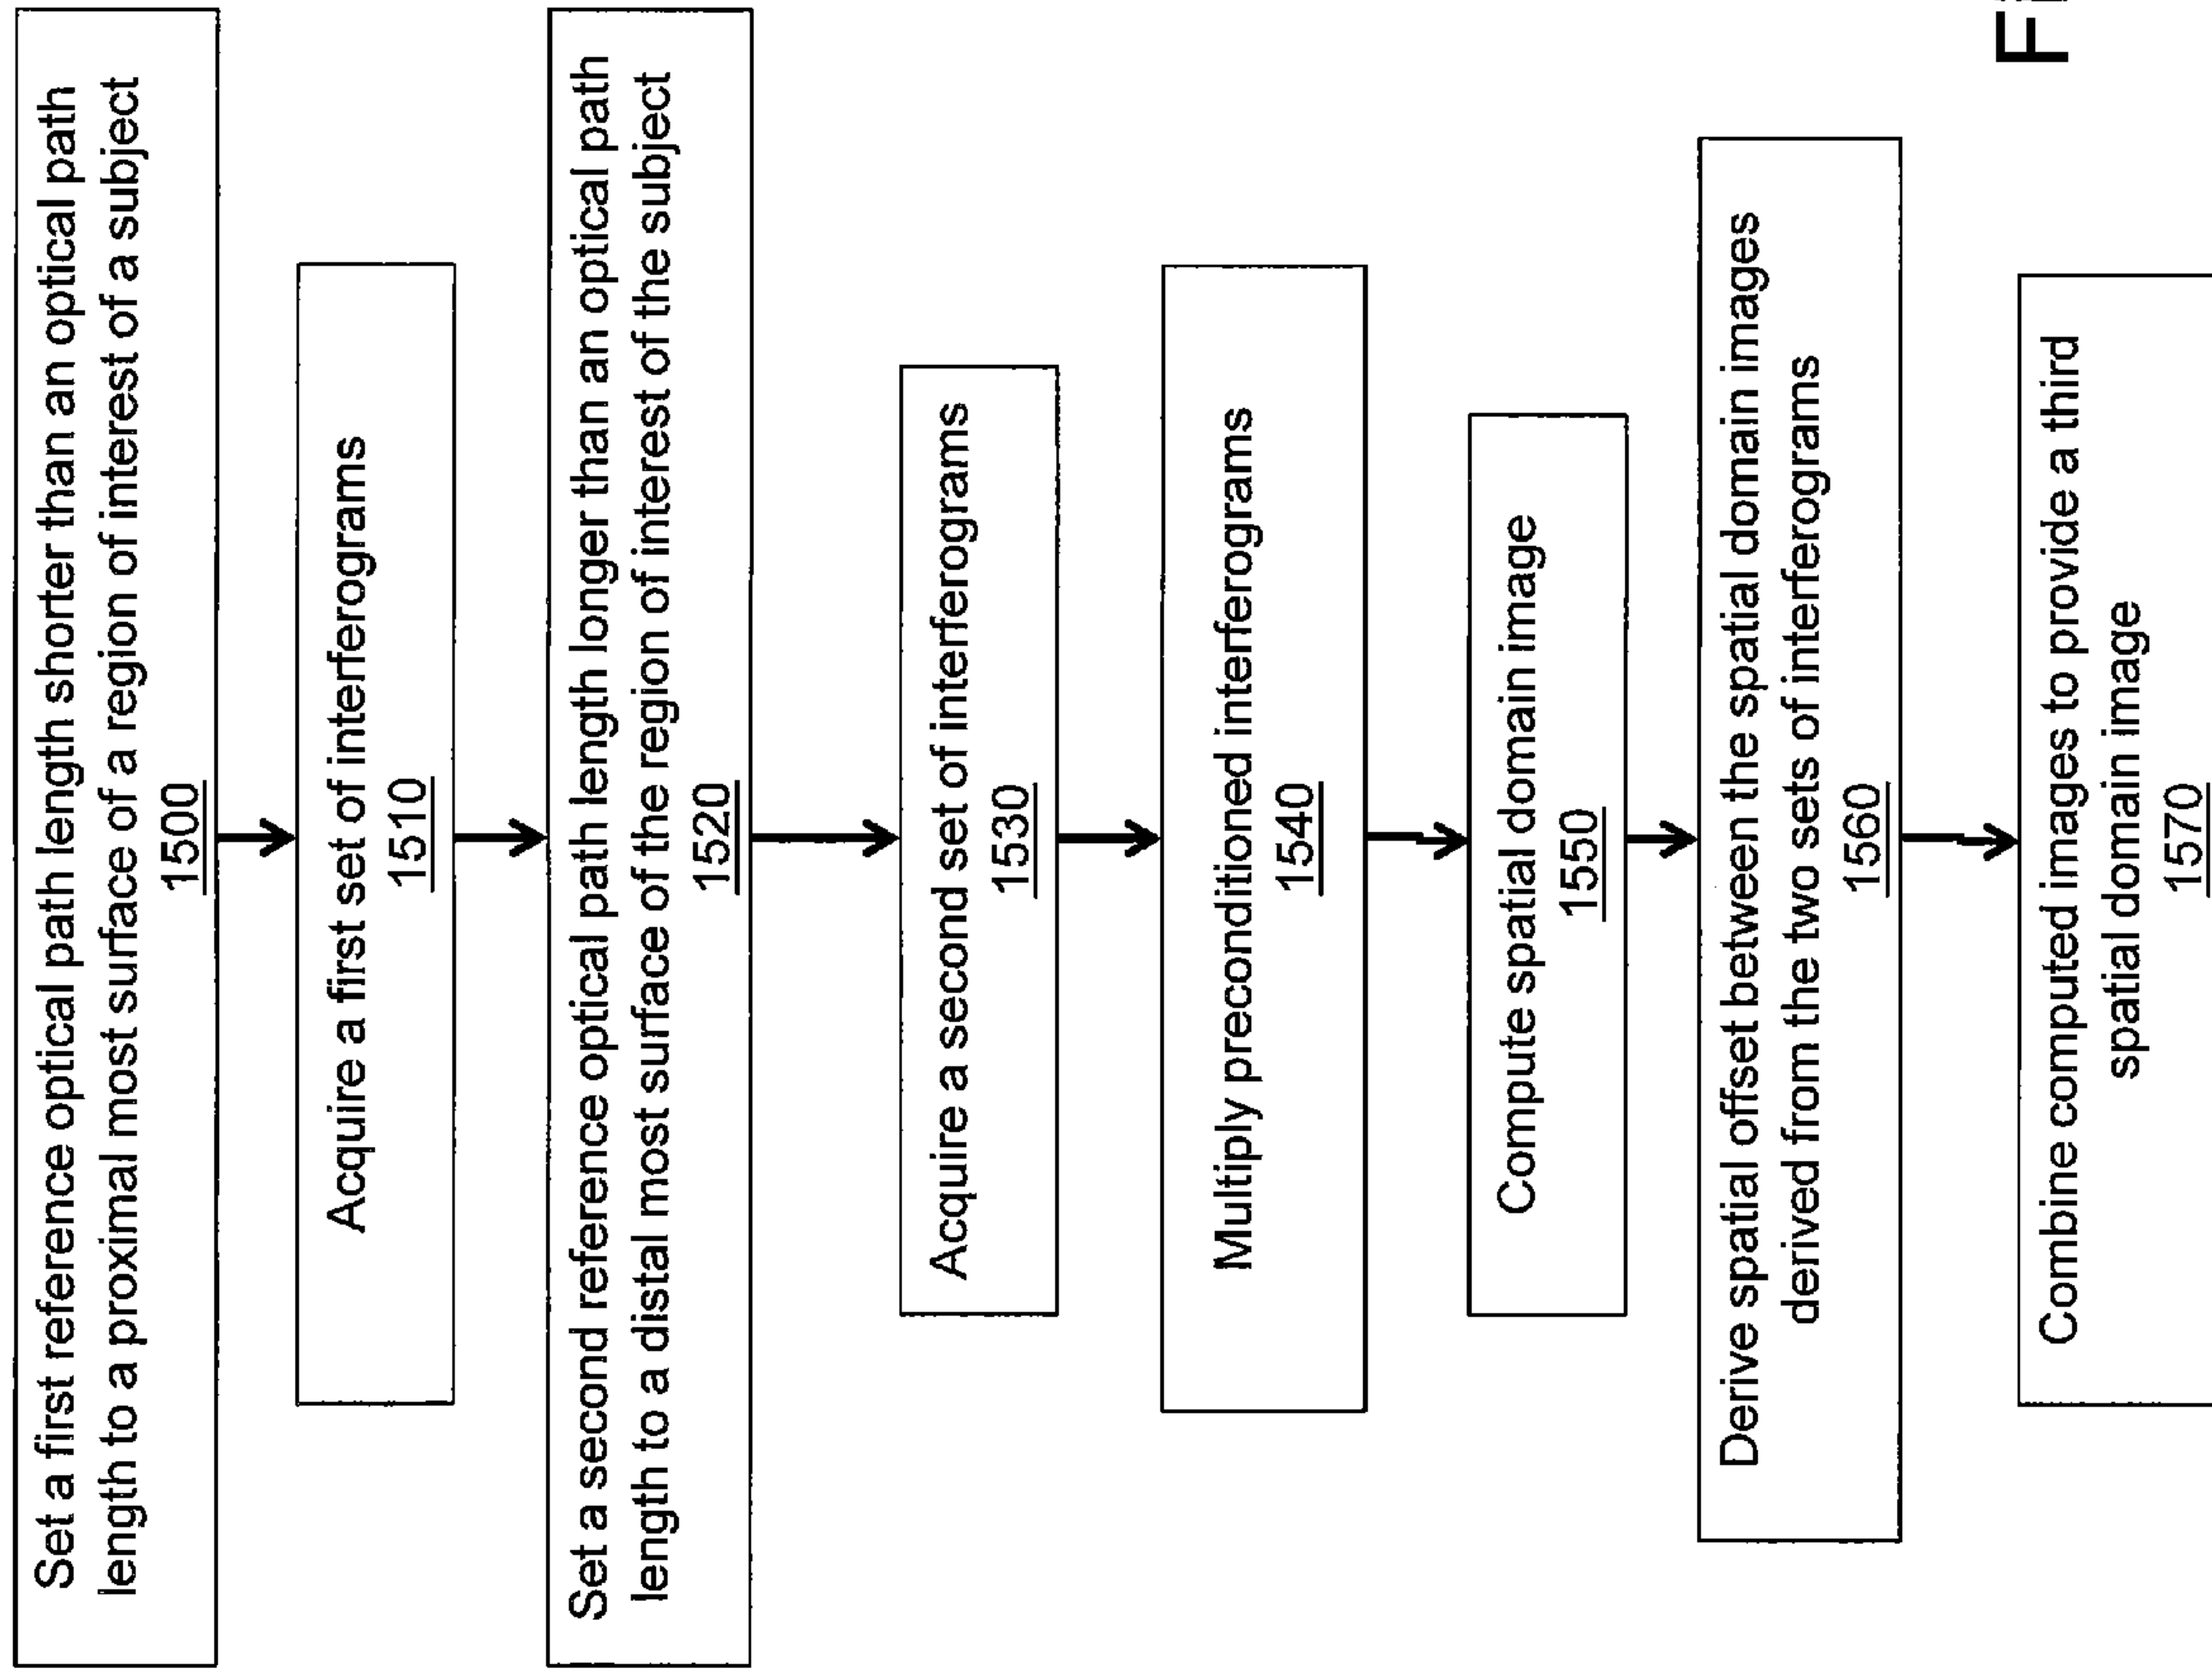 Set a first reference optical path length shorter than an optical path
length to a proximal most surface of a region of interest of a subject
1500
Acquire a first set of interferograms
1510
Set a second reference optical path length longer than an optical path
length to a distal most surface of the region of interest of the subject
1520
Acquire a second set of interferograms
1530
Multiply preconditioned interferograms
1540
Compute spatial domain image
1550
Derive spatial offset between the spatial domain images
derived from the two sets of interferograms
1560
Combine computed images to provide a third
spatial domain image
1570